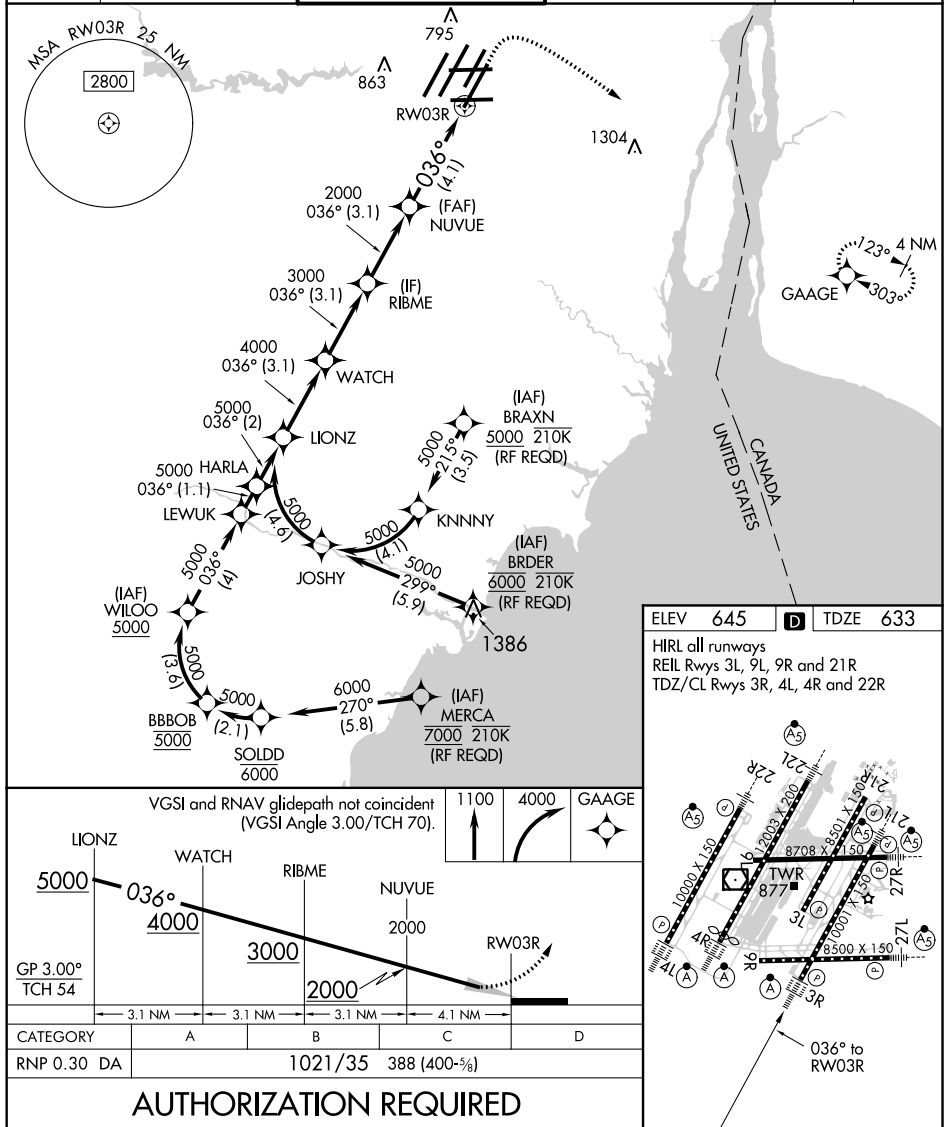 MSA RW03R 25 NM
2800
795
863
RW03R
1304
036°
(4.1)
2000
036° (3.1)
(FAF)
NUVUE
3000
036° (3.1)
(IF)
RIBME
123°
4 NM
303°
GAAGE
4000
036° (3.1)
WATCH
5000
036° (2)
LIONZ
(IAF)
BRAXN
5000 210K
(RF REQD)
5000
215°
(3.5)
CANADA
UNITED STATES
HARLA
5000
036° (1.1)
LEWUK
5000
(4.6)
JOSHY
5000
(4.1)
KNNNY
5000
299°
(5.9)
(IAF)
BRDER
6000 210K
(RF REQD)
1386
5000
036°
(4)
(IAF)
WILOO
5000
5000
(3.6)
BBBOB
5000
5000
(2.1)
SOLDD
6000
6000
270°
(5.8)
(IAF)
MERCA
7000 210K
(RF REQD)
ELEV 645 D TDZE 633
HIRL all runways
REIL Rwys 3L, 9L, 9R and 21R
TDZ/CL Rwys 3R, 4L, 4R and 22R
A5
22R
22L
21R
21L
A5
P
A5
P
A5
12003 X 200
8501 X 150
10000 X 150
9L
8708 X 150
P
27R
TWR
877
10001 X 150
3L
P
P
4R
9R
8500 X 150
27L
A5
P
4L
A
A
A
P
3R
036° to
RW03R
VGSI and RNAV glidepath not coincident
(VGSI Angle 3.00/TCH 70).
1100
4000
GAAGE
LIONZ
WATCH
RIBME
NUVUE
5000
036°
4000
3000
2000
2000
RW03R
GP 3.00°
TCH 54
3.1 NM
3.1 NM
3.1 NM
4.1 NM
CATEGORY A B C D
RNP 0.30 DA 1021/35 388 (400-⅝)
AUTHORIZATION REQUIRED